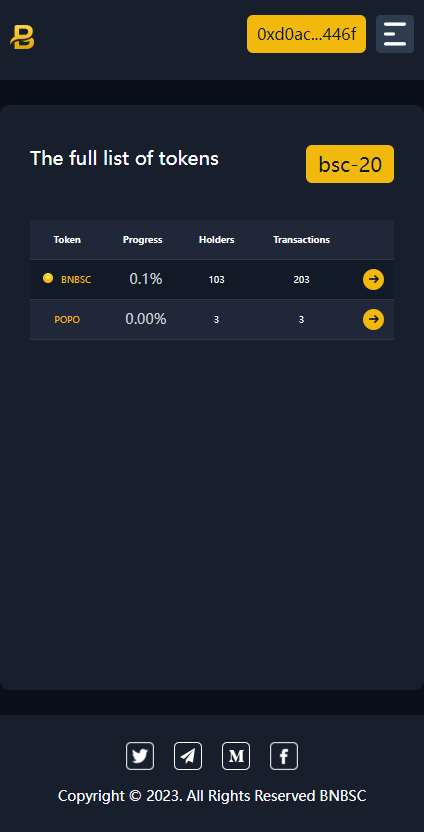 0xd0ac...446f
The full list of tokens
bsc-20
Token Progress Holders Transactions
BNBSC 0.1% 103 203
POPO 0.00% 3 3
Copyright © 2023. All Rights Reserved BNBSC